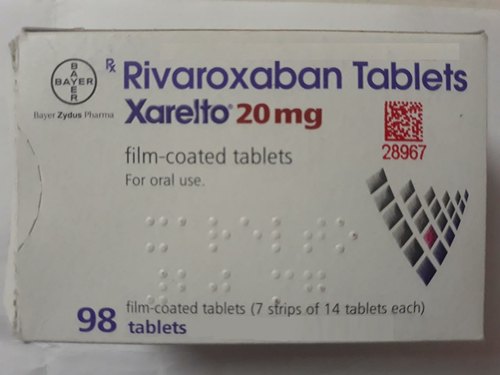 Rx Rivaroxaban Tablets
BAYER
BAYER
Bayer Zydus Pharma
Xarelto® 20 mg
28967
film-coated tablets
For oral use.
film-coated tablets (7 strips of 14 tablets each)
98 tablets